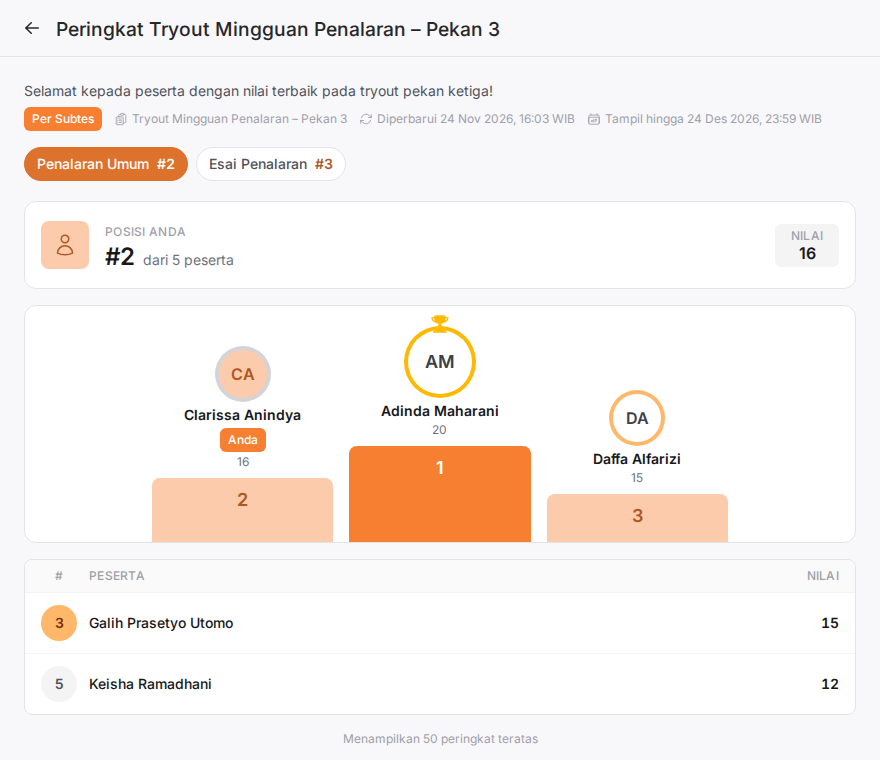 Peringkat Tryout Mingguan Penalaran – Pekan 3
Selamat kepada peserta dengan nilai terbaik pada tryout pekan ketiga!
Per Subtes Tryout Mingguan Penalaran – Pekan 3 Diperbarui 24 Nov 2026, 16:03 WIB Tampil hingga 24 Des 2026, 23:59 WIB
Penalaran Umum #2 Esai Penalaran #3
POSISI ANDA
#2 dari 5 peserta
NILAI
16
CA
Clarissa Anindya
Anda
16
2
AM
Adinda Maharani
20
1
DA
Daffa Alfarizi
15
3
# PESERTA NILAI
3 Galih Prasetyo Utomo 15
5 Keisha Ramadhani 12
Menampilkan 50 peringkat teratas